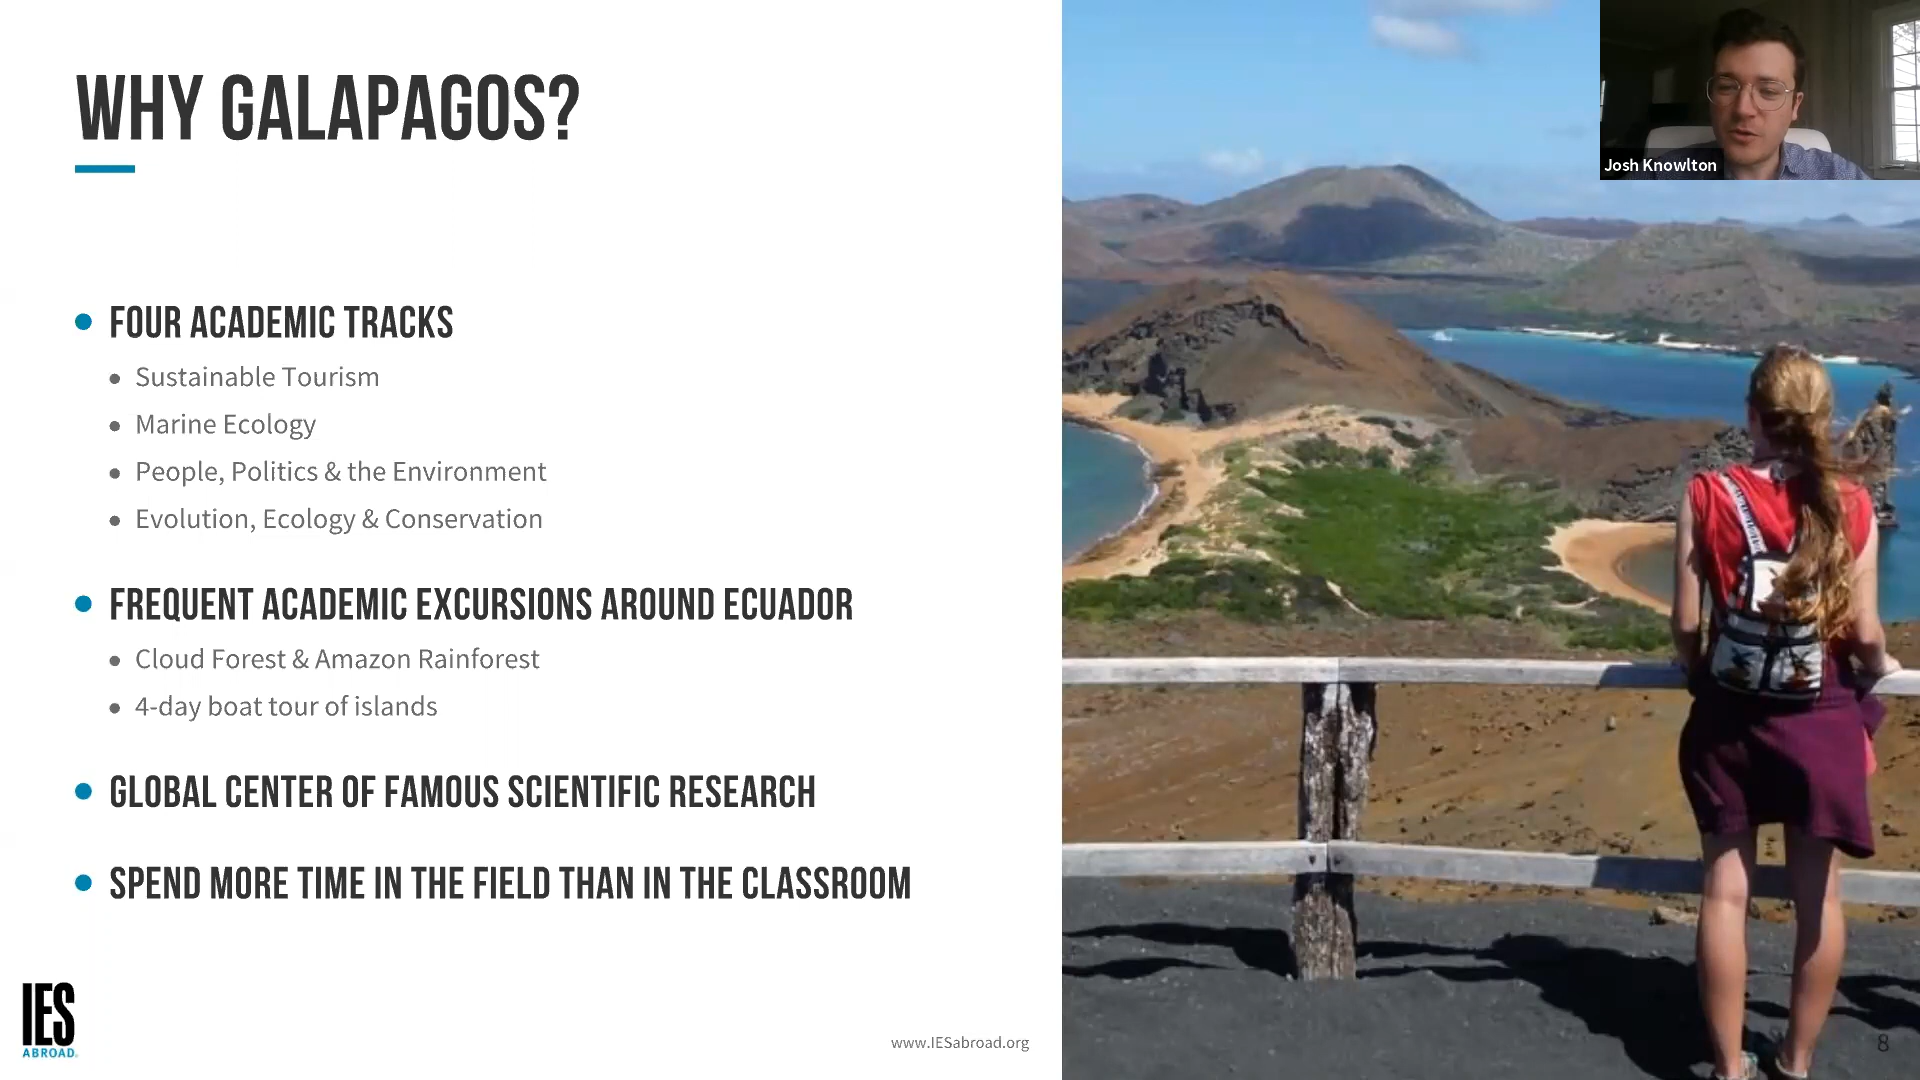 WHY GALAPAGOS?
Josh Knowlton
FOUR ACADEMIC TRACKS
Sustainable Tourism
Marine Ecology
People, Politics & the Environment
Evolution, Ecology & Conservation
FREQUENT ACADEMIC EXCURSIONS AROUND ECUADOR
Cloud Forest & Amazon Rainforest
4-day boat tour of islands
GLOBAL CENTER OF FAMOUS SCIENTIFIC RESEARCH
SPEND MORE TIME IN THE FIELD THAN IN THE CLASSROOM
IES
ABROAD
www.IESabroad.org
8